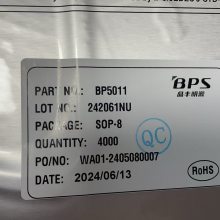 BPS
晶丰明源
PART NO.: BP5011
LOT NO.: 242061NU
PACKAGE: SOP-8
QUANTITY: 4000
QC
PO/NO: WA01-2405080007
DATE: 2024/06/13
RoHS